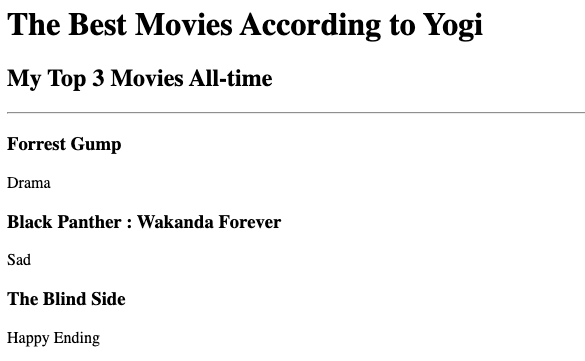 The Best Movies According to Yogi
My Top 3 Movies All-time
Forrest Gump
Drama
Black Panther : Wakanda Forever
Sad
The Blind Side
Happy Ending